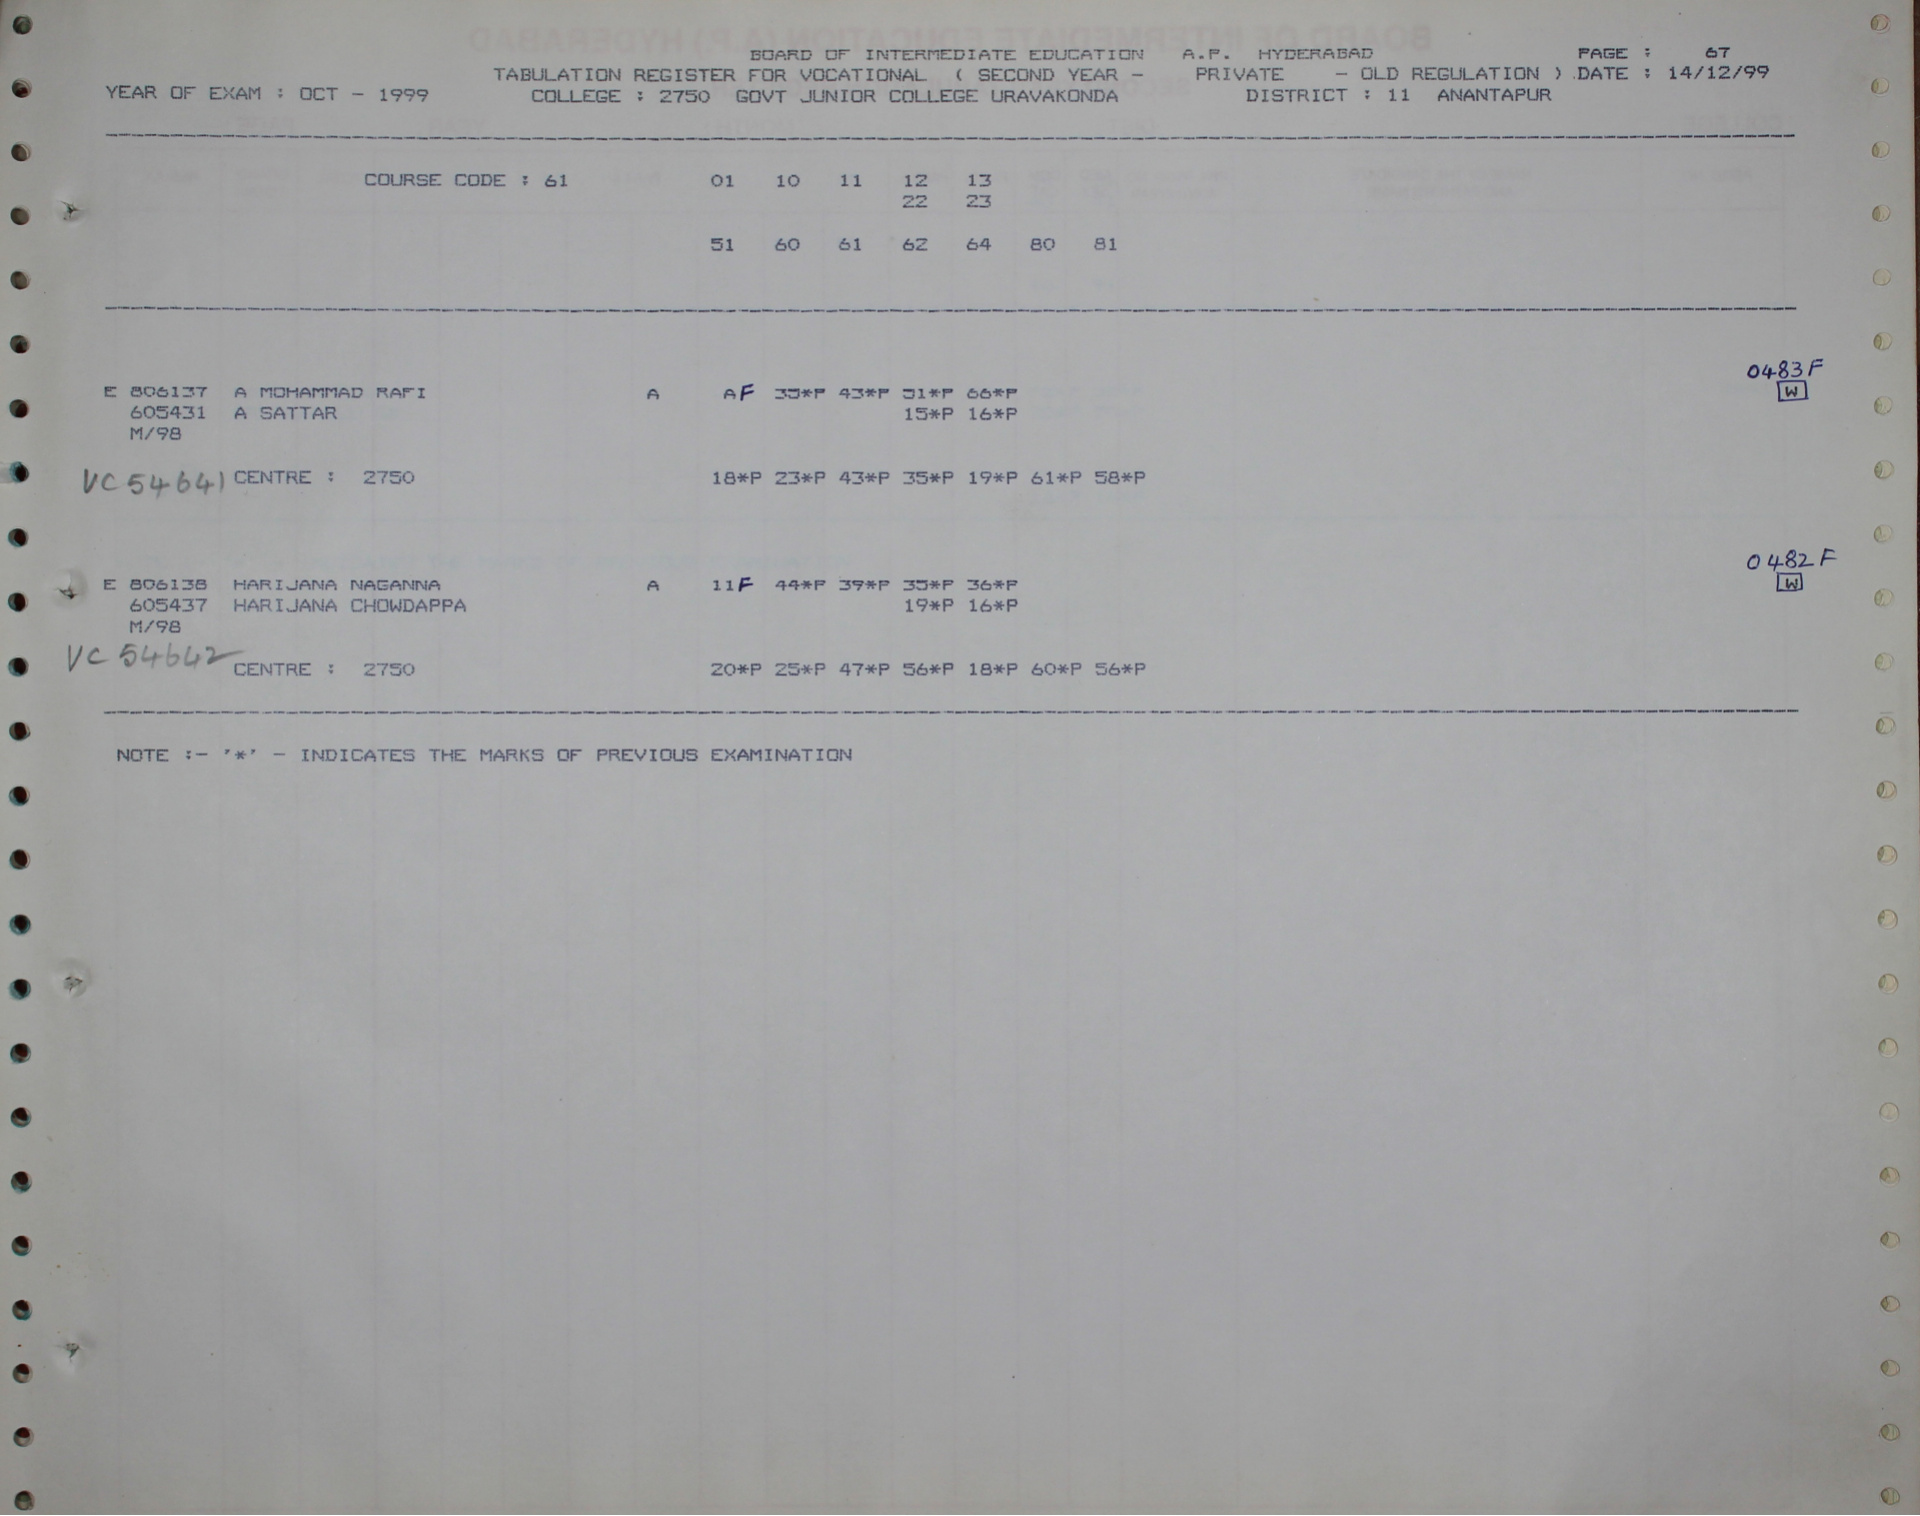 BOARD OF INTERMEDIATE EDUCATION A.P. HYDERABAD PAGE : 67
TABULATION REGISTER FOR VOCATIONAL ( SECOND YEAR - PRIVATE - OLD REGULATION ) DATE : 14/12/99
YEAR OF EXAM : OCT - 1999 COLLEGE : 2750 GOVT JUNIOR COLLEGE URAVAKONDA DISTRICT : 11 ANANTAPUR
COURSE CODE : 61 01 10 11 12 13
22 23
51 60 61 62 64 80 81
0483F
E 806137 A MOHAMMAD RAFI A AF 35*P 43*P 51*P 66*P W
605431 A SATTAR 15*P 16*P
M/98
VC 54641 CENTRE : 2750 18*P 23*P 43*P 35*P 19*P 61*P 58*P
0482F
E 806138 HARIJANA NAGANNA A 11F 44*P 39*P 35*P 36*P W
605437 HARIJANA CHOWDAPPA 19*P 16*P
M/98
VC 54642 CENTRE : 2750 20*P 25*P 47*P 56*P 18*P 60*P 56*P
NOTE :- '*' - INDICATES THE MARKS OF PREVIOUS EXAMINATION